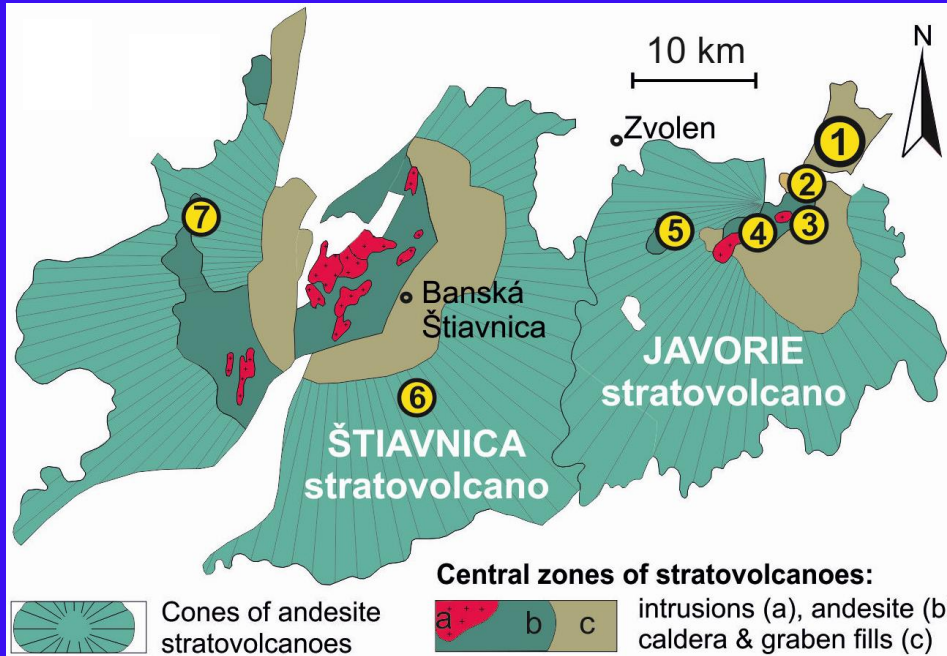 10 km
N
Zvolen
1
2
3
4
5
7
Banská
Štiavnica
JAVORIE
stratovolcano
6
ŠTIAVNICA
stratovolcano
Central zones of stratovolcanoes:
Cones of andesite
stratovolcanoes
a b c
intrusions (a), andesite (b
caldera & graben fills (c)